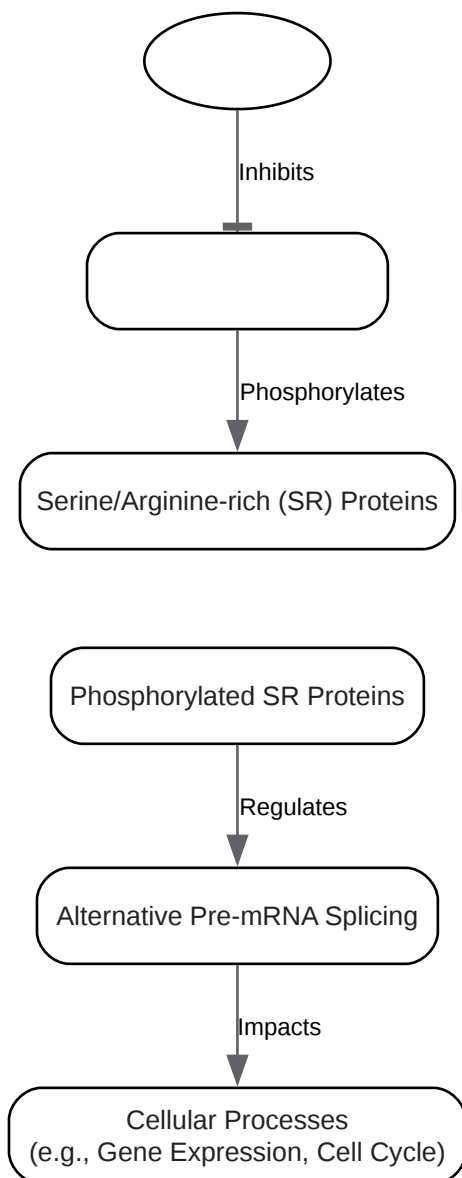 Inhibits
Phosphorylates
Serine/Arginine-rich (SR) Proteins
Phosphorylated SR Proteins
Regulates
Alternative Pre-mRNA Splicing
Impacts
Cellular Processes
(e.g., Gene Expression, Cell Cycle)